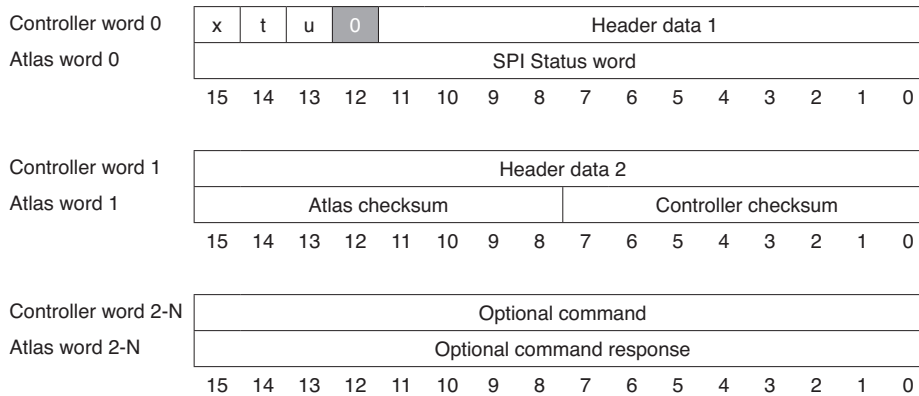 Controller word 0 x t u 0 Header data 1
Atlas word 0 SPI Status word
15 14 13 12 11 10 9 8 7 6 5 4 3 2 1 0
Controller word 1 Header data 2
Atlas word 1 Atlas checksum Controller checksum
15 14 13 12 11 10 9 8 7 6 5 4 3 2 1 0
Controller word 2-N Optional command
Atlas word 2-N Optional command response
15 14 13 12 11 10 9 8 7 6 5 4 3 2 1 0